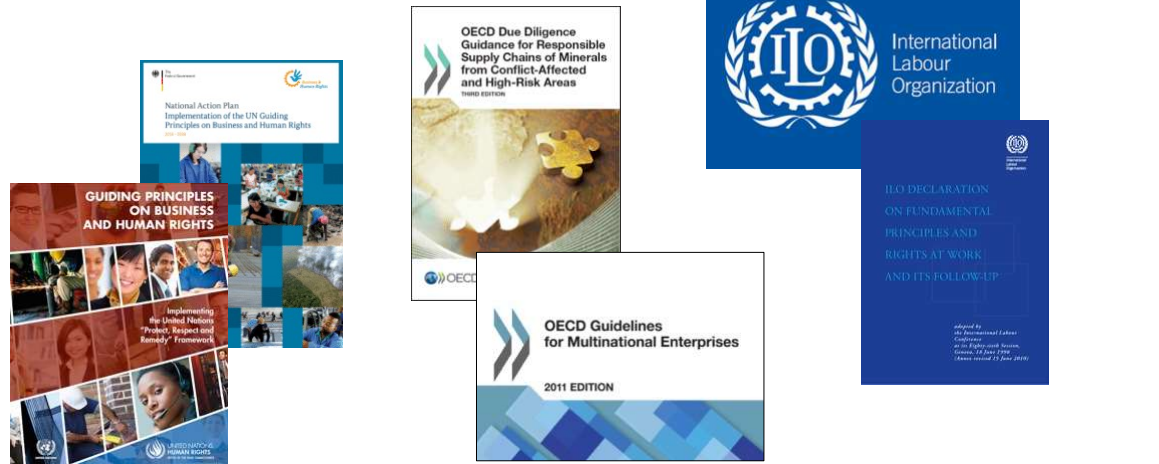 National Action Plan
Implementation of the UN Guiding
Principles on Business and Human Rights
GUIDING PRINCIPLES
ON BUSINESS
AND HUMAN RIGHTS
Implementing
the United Nations
"Protect, Respect and
Remedy" Framework
UNITED NATIONS
HUMAN RIGHTS
OECD Due Diligence
Guidance for Responsible
Supply Chains of Minerals
from Conflict-Affected
and High-Risk Areas
THIRD EDITION
OECD
OECD Guidelines
for Multinational Enterprises
2011 EDITION
ILO
International
Labour
Organization
International
Labour
Organization
ILO DECLARATION
ON FUNDAMENTAL
PRINCIPLES AND
RIGHTS AT WORK
AND ITS FOLLOW-UP
adopted by
the International Labour
Conference
at its Eighty-sixth Session,
Geneva, 18 June 1998
(Annex revised 15 June 2010)